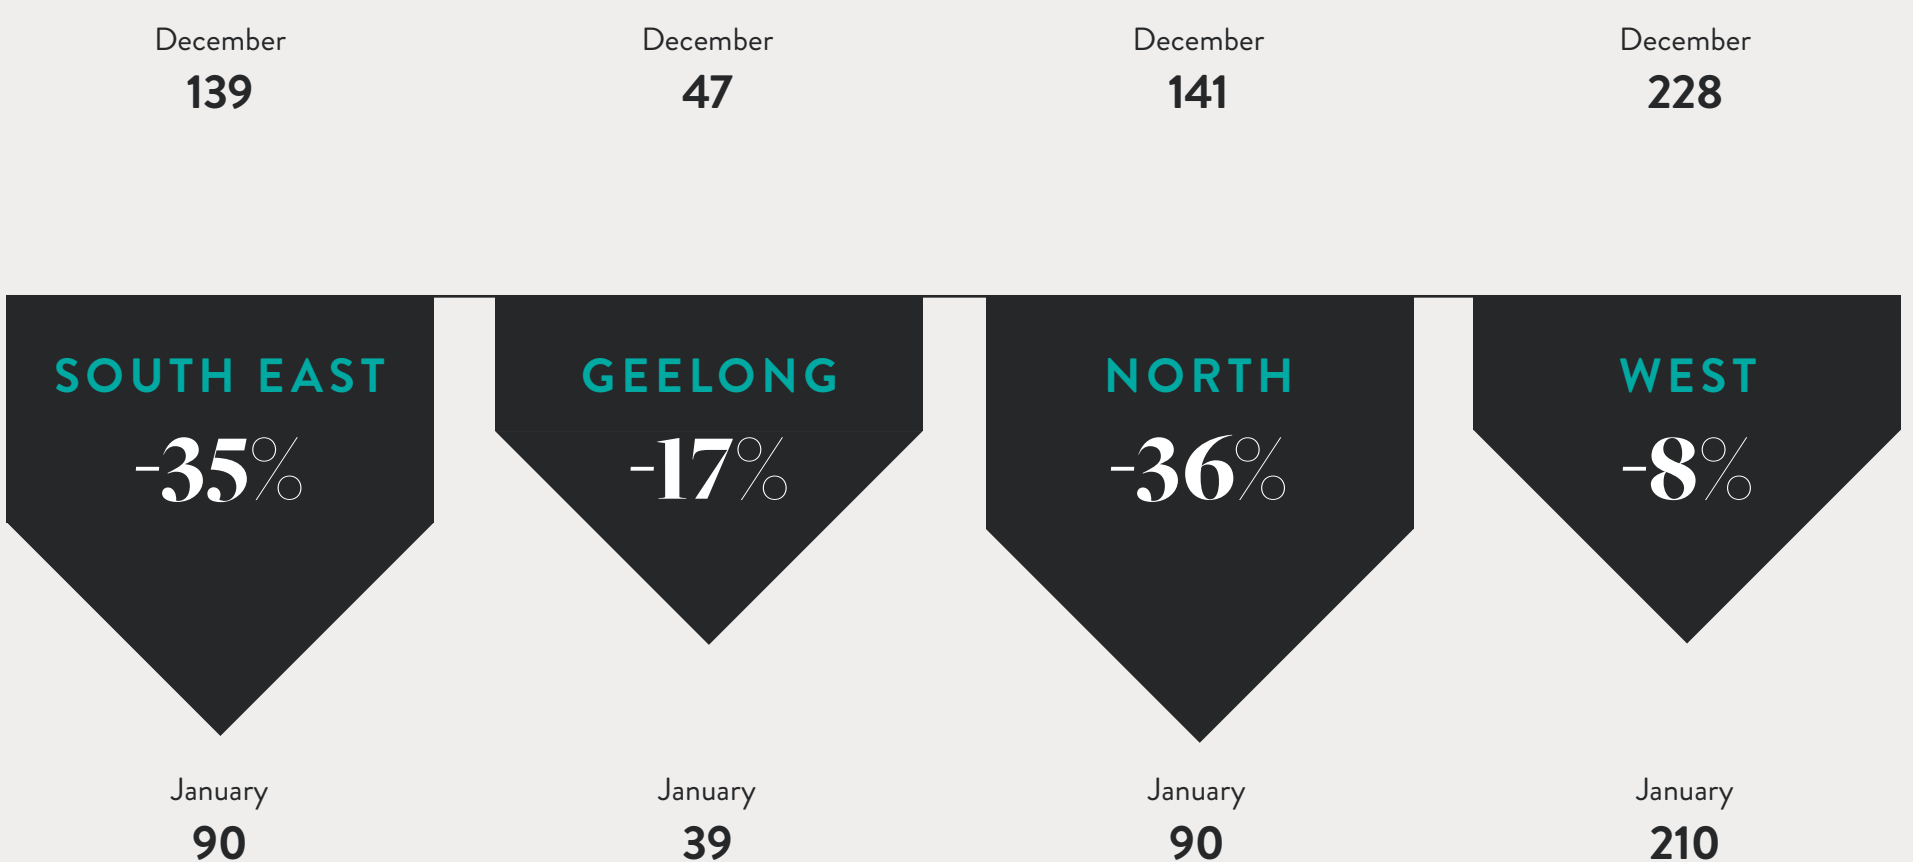 December
139
December
47
December
141
December
228
SOUTH EAST
-35%
GEELONG
-17%
NORTH
-36%
WEST
-8%
January
90
January
39
January
90
January
210